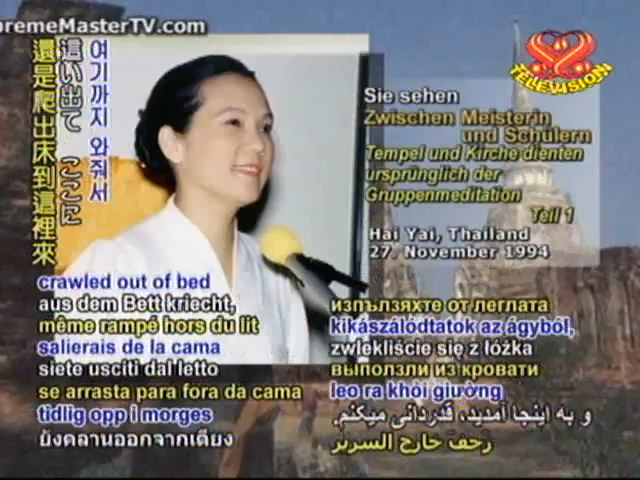 premeMasterTV.com
TELEVISION
還是爬出床到這裡來
這い出て ここに
여기까지 와줘서
Sie sehen
Zwischen Meisterin
und Schülern
Tempel und Kirche dienten
ursprünglich der
Gruppenmeditation
Teil 1
Hai Yai, Thailand
27. November 1994
crawled out of bed
aus dem Bett kriecht,
même rampé hors du lit
salierais de la cama
siete usciti dal letto
se arrasta para fora da cama
tidlig opp i morges
ยังคลานออกจากเตียง
изпълзяхте от леглата
kikászálódtatok az ágyból,
zwlekliście się z łóżka
выползли из кровати
leo ra khỏi giường
و به اینجا آمدید، قدردانی میکنم.
زحف خارج السرير